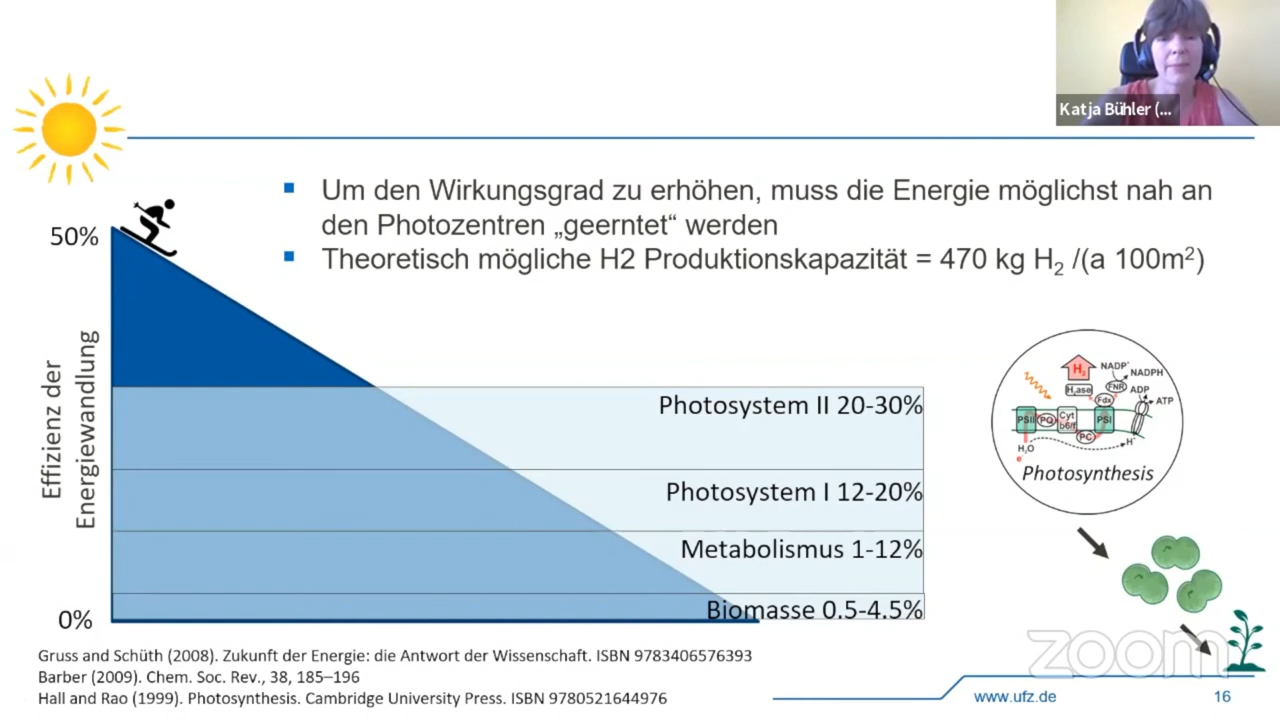 Katja Bühler (...
Um den Wirkungsgrad zu erhöhen, muss die Energie möglichst nah an
den Photozentren „geerntet“ werden
Theoretisch mögliche H2 Produktionskapazität = 470 kg H₂ /(a 100m²)
50%
Effizienz der
Energiewandlung
0%
Photosystem II 20-30%
Photosystem I 12-20%
Metabolismus 1-12%
Biomasse 0.5-4.5%
H₂
NADP⁺
NADPH
H₂ase
FNR
ADP
Fdx
ATP
PSII
PQ
Cyt
b6/f
PSI
PC
H⁺
H₂O
e⁻
Photosynthesis
Gruss and Schüth (2008). Zukunft der Energie: die Antwort der Wissenschaft. ISBN 9783406576393
Barber (2009). Chem. Soc. Rev., 38, 185–196
Hall and Rao (1999). Photosynthesis. Cambridge University Press. ISBN 9780521644976
zoom
www.ufz.de
16